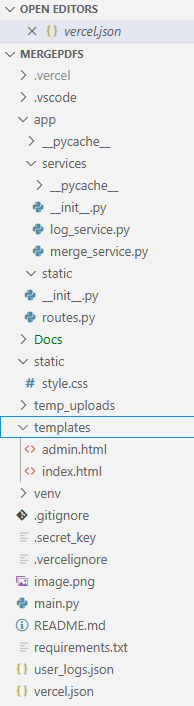 OPEN EDITORS
vercel.json
MERGEPDFS
.vercel
.vscode
app
__pycache__
services
__pycache__
__init__.py
log_service.py
merge_service.py
static
__init__.py
routes.py
Docs
static
style.css
temp_uploads
templates
admin.html
index.html
venv
.gitignore
.secret_key
.vercelignore
image.png
main.py
README.md
requirements.txt
user_logs.json
vercel.json